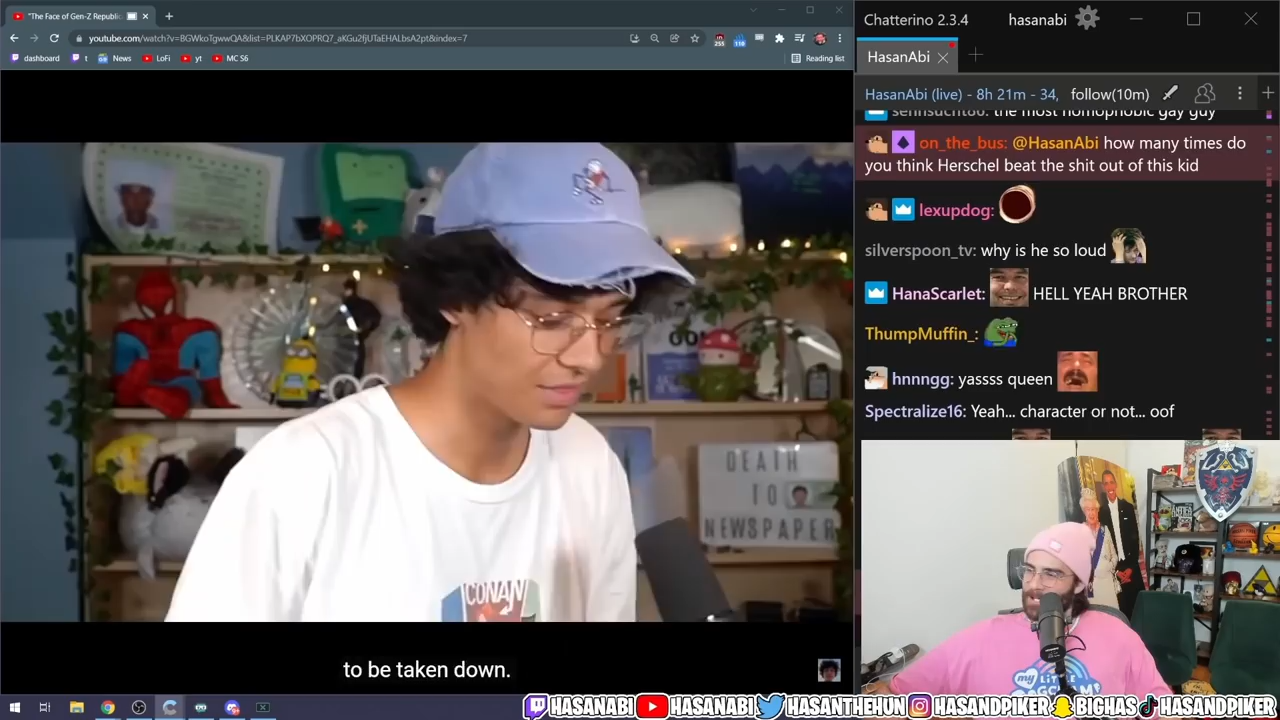 "The Face of Gen-Z Republic
youtube.com/watch?v=BGWkoTgwwQA&list=PLKAP7bXOPRQ7_aKGu2fjUTaEHALbsA2pt&index=7
dashboard
t
News
LoFi
yt
MC S6
Reading list
DEATH
TO
NEWSPAPER
CONAN
to be taken down.
Chatterino 2.3.4
hasanabi
HasanAbi
HasanAbi (live) - 8h 21m - 34,
follow(10m)
sennsucht86: the most homophobic gay guy
on_the_bus: @HasanAbi how many times do
you think Herschel beat the shit out of this kid
lexupdog:
silverspoon_tv: why is he so loud
HanaScarlet: HELL YEAH BROTHER
ThumpMuffin_:
hnnngg: yassss queen
Spectralize16: Yeah... character or not... oof
my LiTTLE
HASANABI HASANABI HASANTHEHUN HASANDPIKER BIGHAS HASANDPIKER